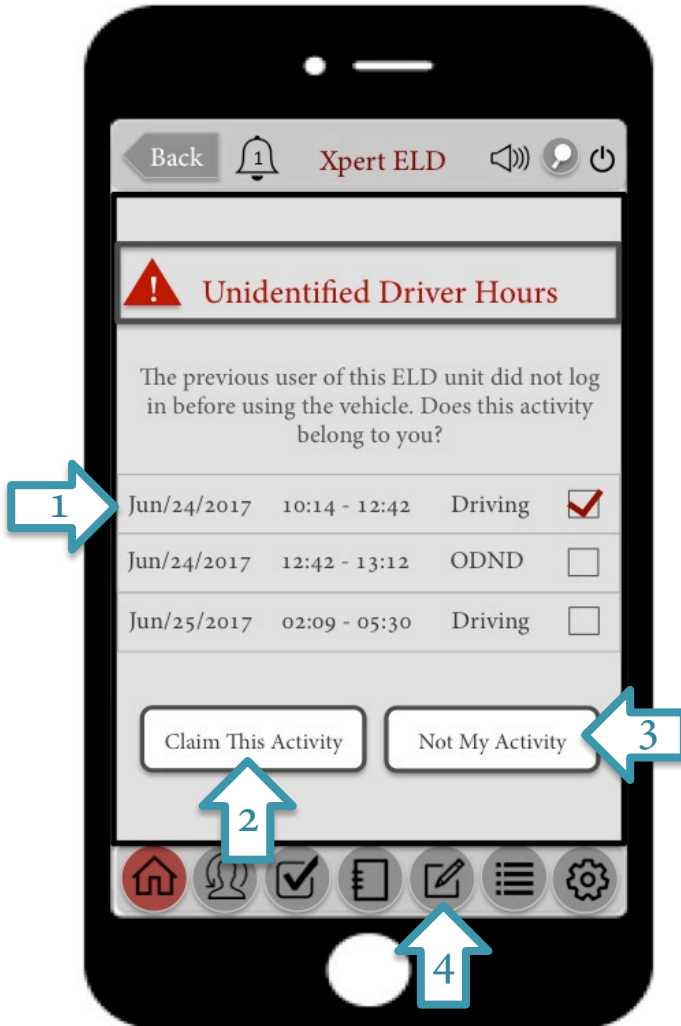 Back 1 Xpert ELD
! Unidentified Driver Hours
The previous user of this ELD unit did not log
in before using the vehicle. Does this activity
belong to you?
1 Jun/24/2017 10:14 - 12:42 Driving
Jun/24/2017 12:42 - 13:12 ODND
Jun/25/2017 02:09 - 05:30 Driving
Claim This Activity Not My Activity 3
2
4